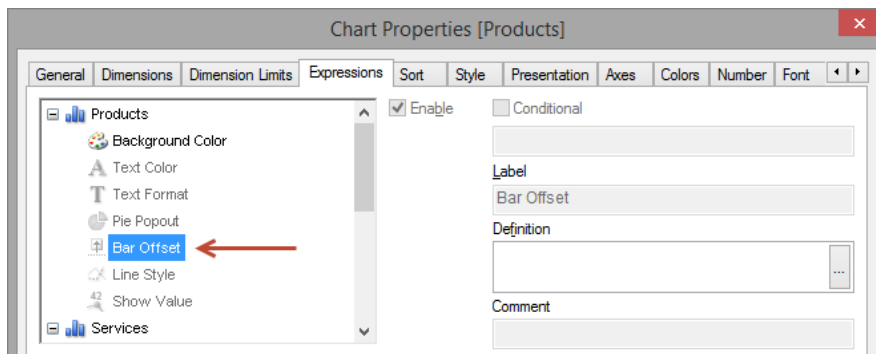 Chart Properties [Products]
General Dimensions Dimension Limits Expressions Sort Style Presentation Axes Colors Number Font
Products
Background Color
Text Color
Text Format
Pie Popout
Bar Offset
Line Style
42 Show Value
Services
Enable Conditional
Label
Bar Offset
Definition
...
Comment